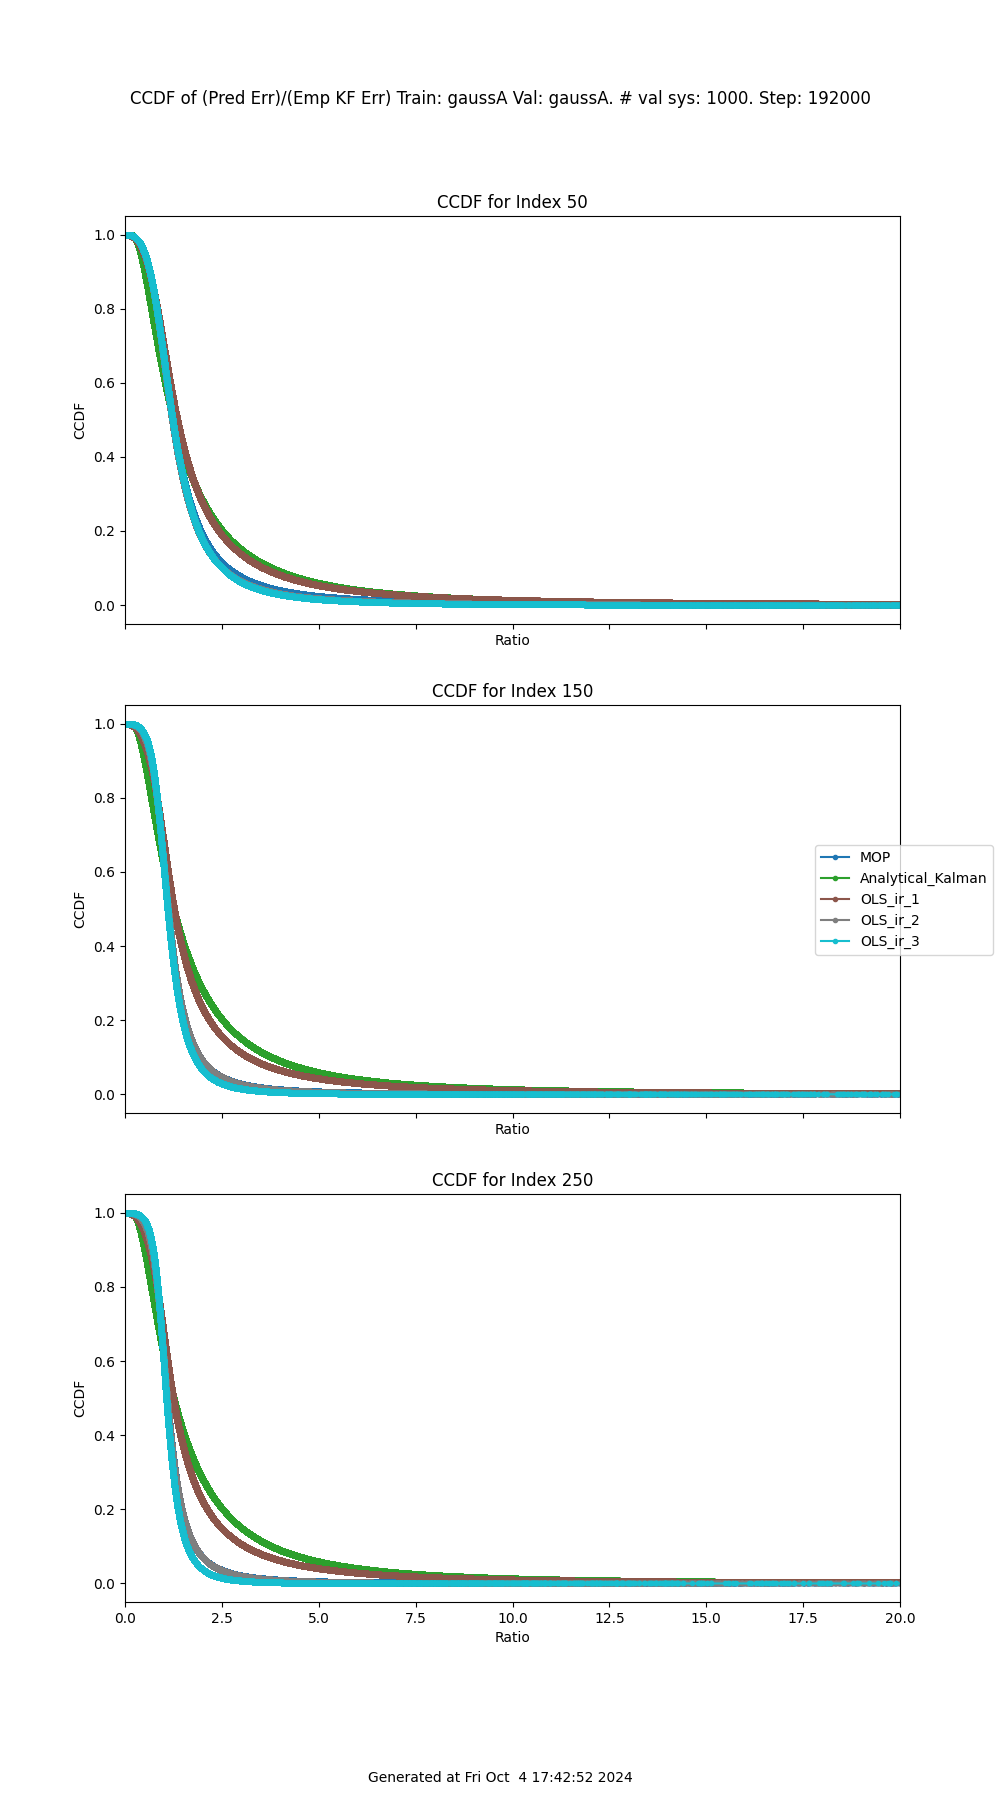 CCDF of (Pred Err)/(Emp KF Err) Train: gaussA Val: gaussA. # val sys: 1000. Step: 192000
CCDF for Index 50
1.0
0.8
0.6
0.4
0.2
0.0
CCDF
Ratio
CCDF for Index 150
1.0
0.8
0.6
0.4
0.2
0.0
CCDF
Ratio
MOP
Analytical_Kalman
OLS_ir_1
OLS_ir_2
OLS_ir_3
CCDF for Index 250
1.0
0.8
0.6
0.4
0.2
0.0
CCDF
0.0 2.5 5.0 7.5 10.0 12.5 15.0 17.5 20.0
Ratio
Generated at Fri Oct  4 17:42:52 2024